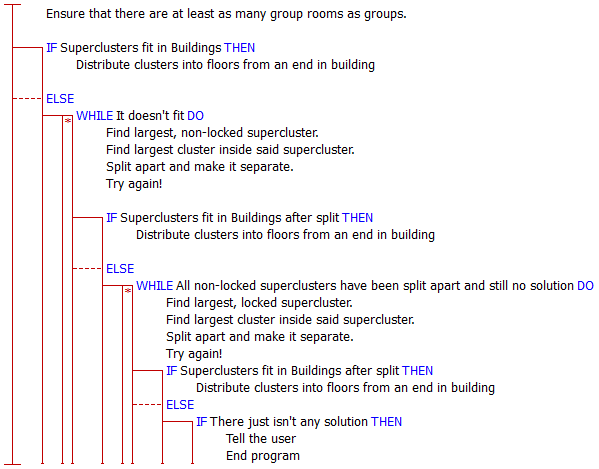 Ensure that there are at least as many group rooms as groups.
IF Superclusters fit in Buildings THEN
Distribute clusters into floors from an end in building
ELSE
WHILE It doesn't fit DO
*
Find largest, non-locked supercluster.
Find largest cluster inside said supercluster.
Split apart and make it separate.
Try again!
IF Superclusters fit in Buildings after split THEN
Distribute clusters into floors from an end in building
ELSE
WHILE All non-locked superclusters have been split apart and still no solution DO
*
Find largest, locked supercluster.
Find largest cluster inside said supercluster.
Split apart and make it separate.
Try again!
IF Superclusters fit in Buildings after split THEN
Distribute clusters into floors from an end in building
ELSE
IF There just isn't any solution THEN
Tell the user
End program